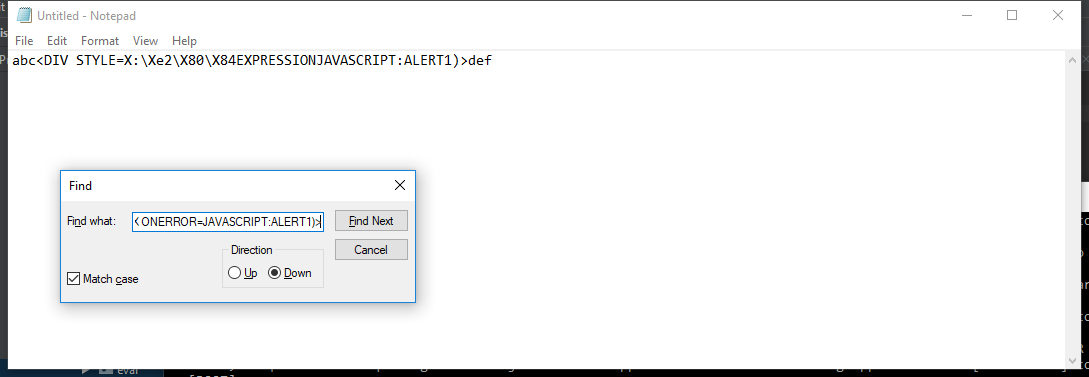 Untitled - Notepad
File Edit Format View Help
abc<DIV STYLE=X:\Xe2\X80\X84EXPRESSIONJAVASCRIPT:ALERT1)>def
Find
Find what: < ONERROR=JAVASCRIPT:ALERT1)> Find Next
Direction Cancel
Up Down
Match case
eval